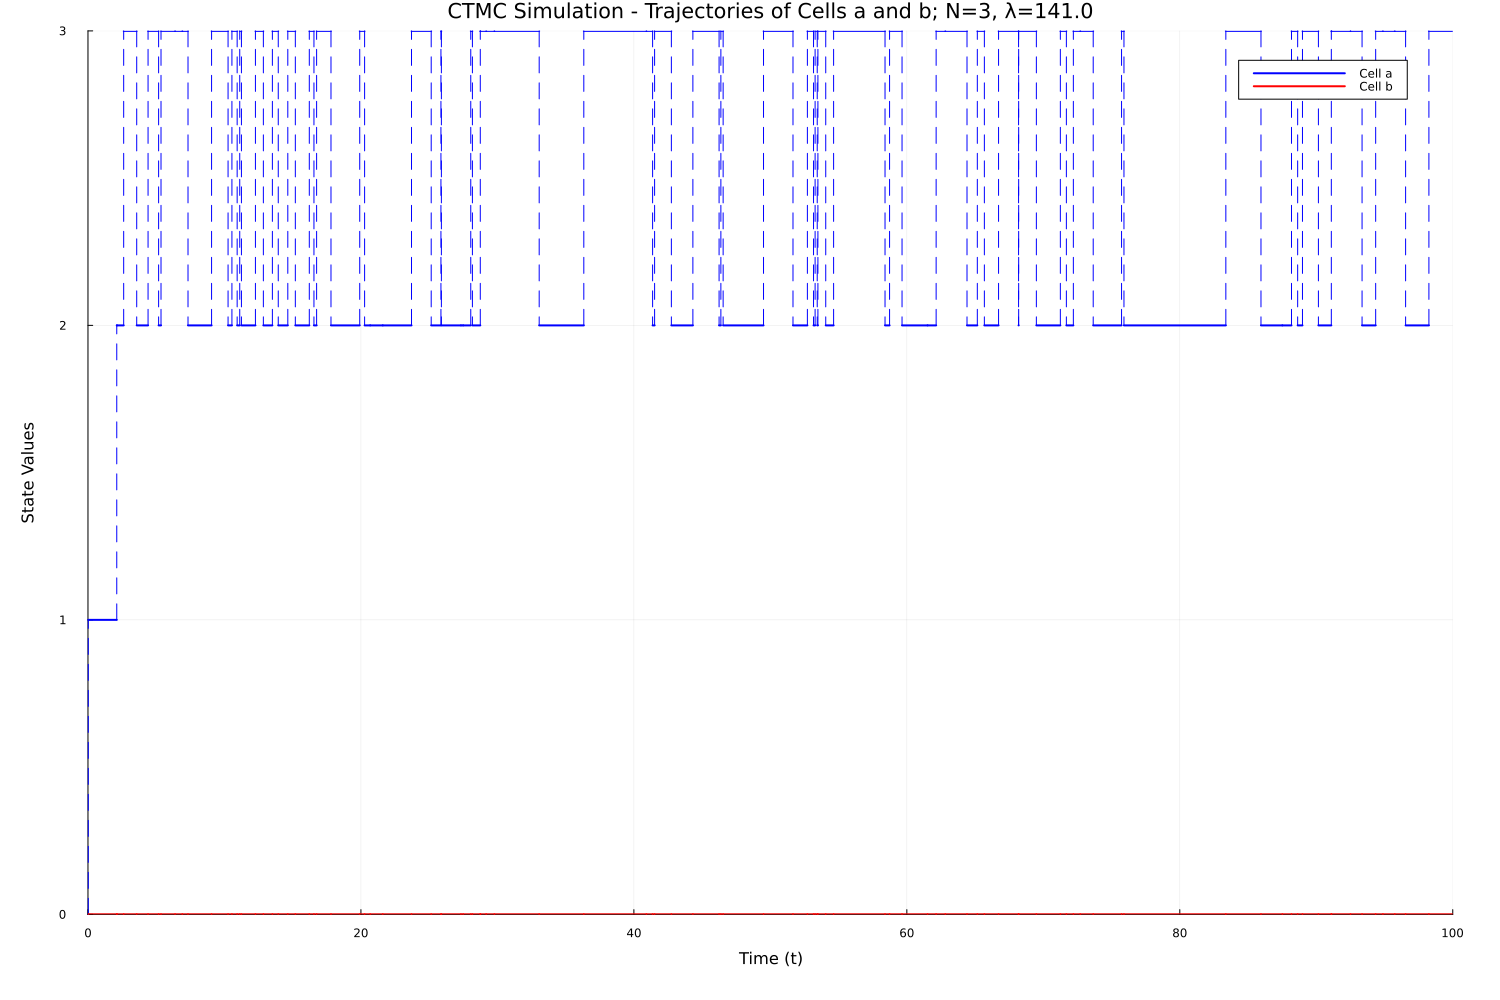 CTMC Simulation - Trajectories of Cells a and b; N=3, λ=141.0
3
Cell a
Cell b
2
State Values
1
0
0 20 40 60 80 100
Time (t)